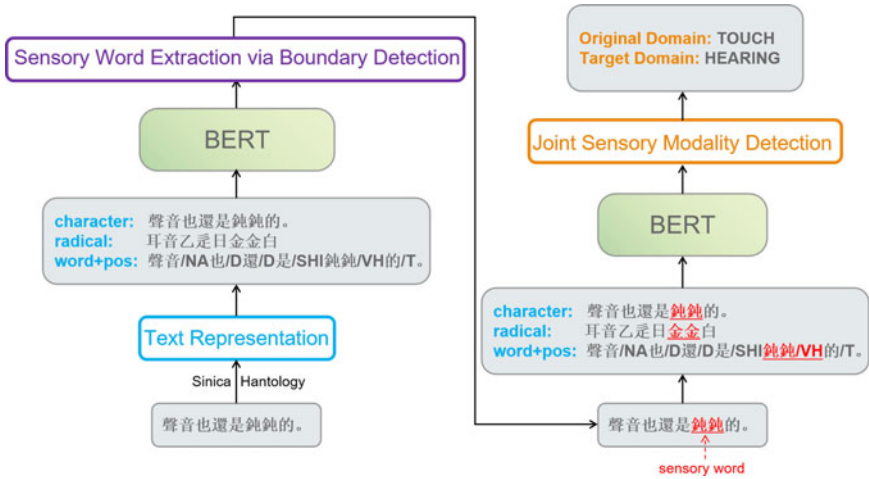 Sensory Word Extraction via Boundary Detection
BERT
character: 聲音也還是鈍鈍的。
radical: 耳音乙辵日金金白
word+pos: 聲音/NA也/D還/D是/SHI鈍鈍/VH的/T。
Text Representation
Sinica Hantology
聲音也還是鈍鈍的。
Original Domain: TOUCH
Target Domain: HEARING
Joint Sensory Modality Detection
BERT
character: 聲音也還是鈍鈍的。
radical: 耳音乙辵日金金白
word+pos: 聲音/NA也/D還/D是/SHI鈍鈍/VH的/T。
聲音也還是鈍鈍的。
sensory word